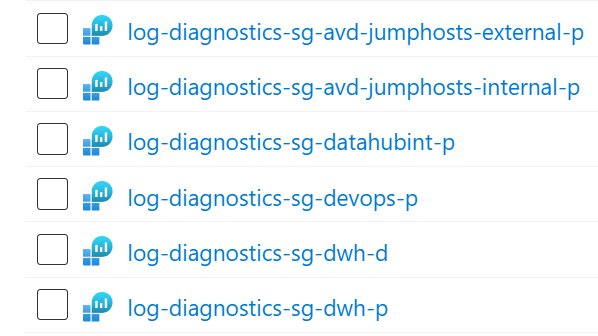 log-diagnostics-sg-avd-jumphosts-external-p
log-diagnostics-sg-avd-jumphosts-internal-p
log-diagnostics-sg-datahubint-p
log-diagnostics-sg-devops-p
log-diagnostics-sg-dwh-d
log-diagnostics-sg-dwh-p